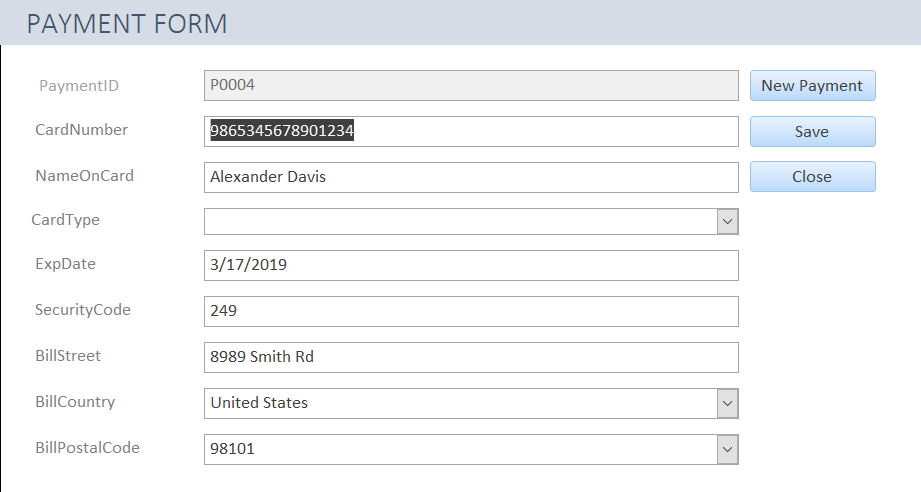 PAYMENT FORM
PaymentID P0004 New Payment
CardNumber 9865345678901234 Save
NameOnCard Alexander Davis Close
CardType
ExpDate 3/17/2019
SecurityCode 249
BillStreet 8989 Smith Rd
BillCountry United States
BillPostalCode 98101